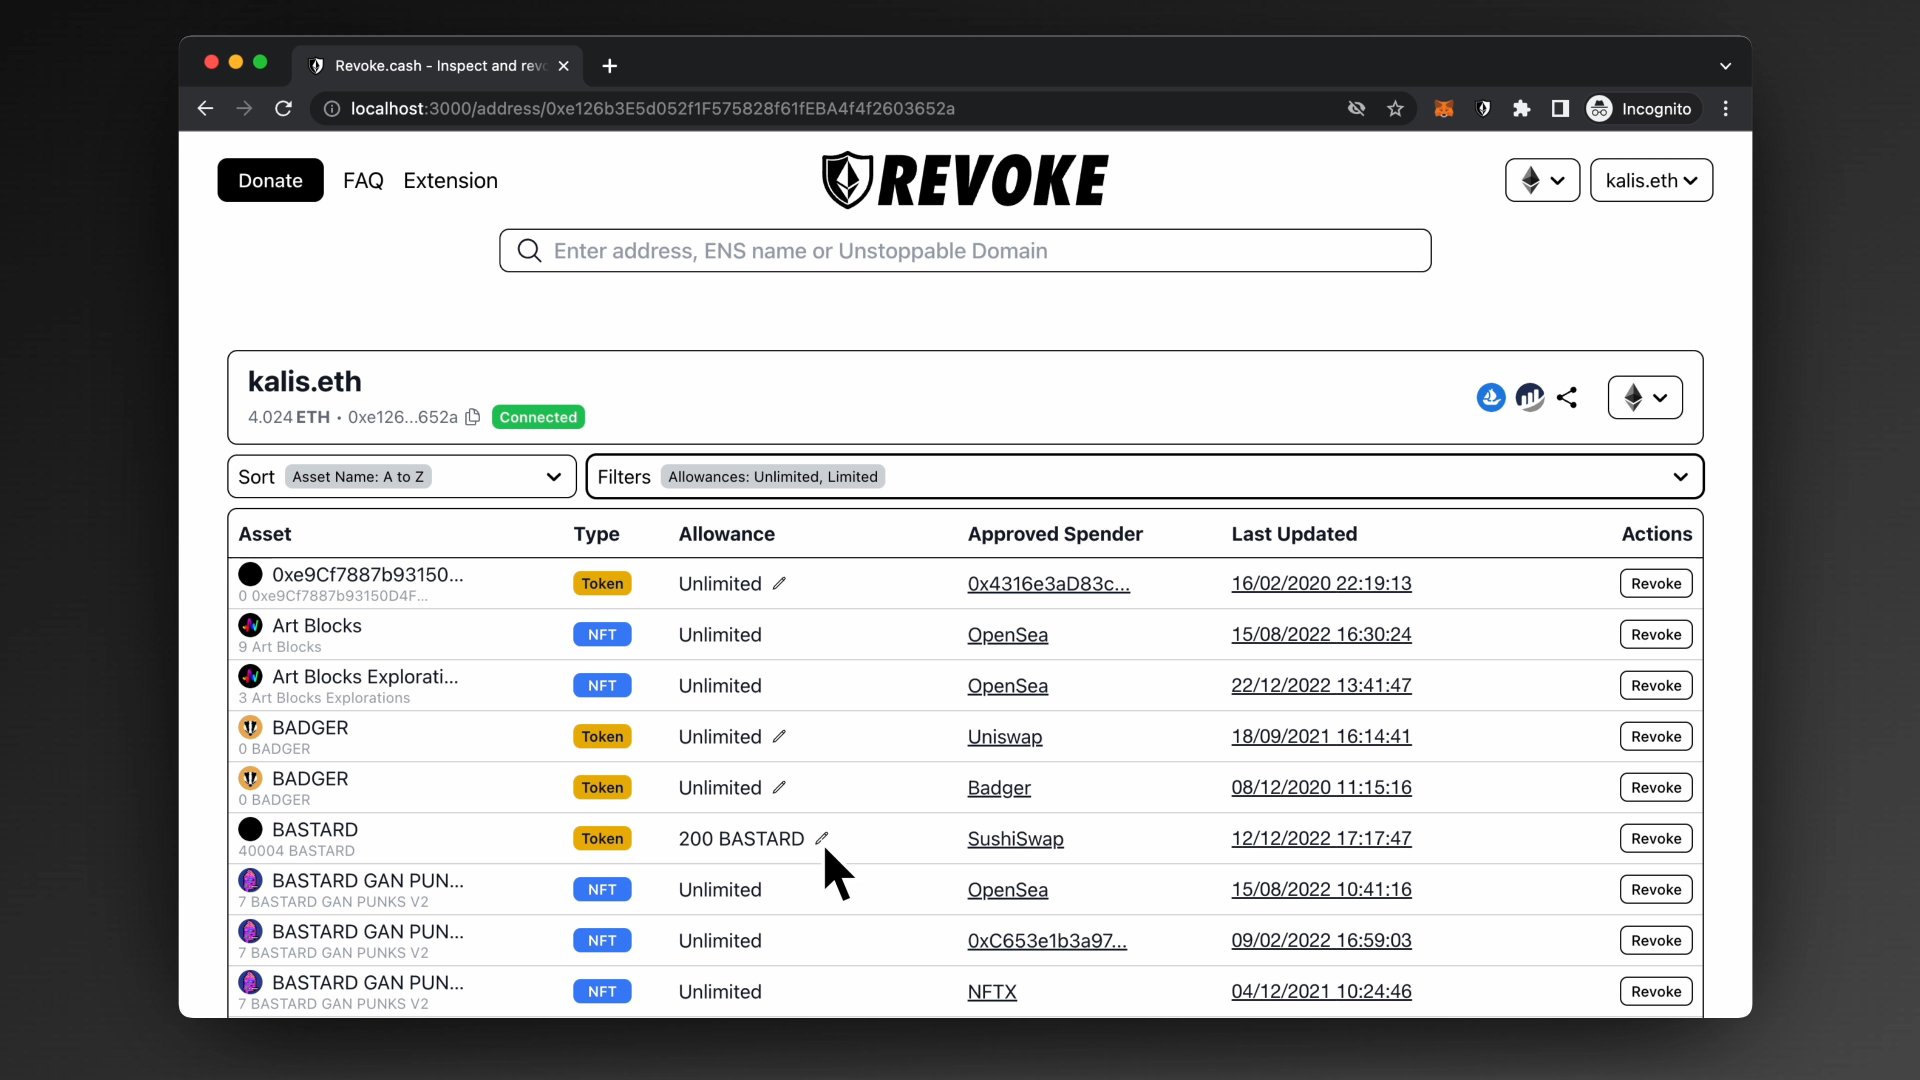 Revoke.cash - Inspect and revo
localhost:3000/address/0xe126b3E5d052f1F575828f61fEBA4f4f2603652a
Incognito
Donate FAQ Extension REVOKE kalis.eth
Enter address, ENS name or Unstoppable Domain
kalis.eth
4.024 ETH • 0xe126...652a Connected
Sort Asset Name: A to Z Filters Allowances: Unlimited, Limited
Asset Type Allowance Approved Spender Last Updated Actions
0xe9Cf7887b93150... Token Unlimited 0x4316e3aD83c... 16/02/2020 22:19:13 Revoke
0 0xe9Cf7887b93150D4F...
Art Blocks NFT Unlimited OpenSea 15/08/2022 16:30:24 Revoke
9 Art Blocks
Art Blocks Explorati... NFT Unlimited OpenSea 22/12/2022 13:41:47 Revoke
3 Art Blocks Explorations
BADGER Token Unlimited Uniswap 18/09/2021 16:14:41 Revoke
0 BADGER
BADGER Token Unlimited Badger 08/12/2020 11:15:16 Revoke
0 BADGER
BASTARD Token 200 BASTARD SushiSwap 12/12/2022 17:17:47 Revoke
40004 BASTARD
BASTARD GAN PUN... NFT Unlimited OpenSea 15/08/2022 10:41:16 Revoke
7 BASTARD GAN PUNKS V2
BASTARD GAN PUN... NFT Unlimited 0xC653e1b3a97... 09/02/2022 16:59:03 Revoke
7 BASTARD GAN PUNKS V2
BASTARD GAN PUN... NFT Unlimited NFTX 04/12/2021 10:24:46 Revoke
7 BASTARD GAN PUNKS V2